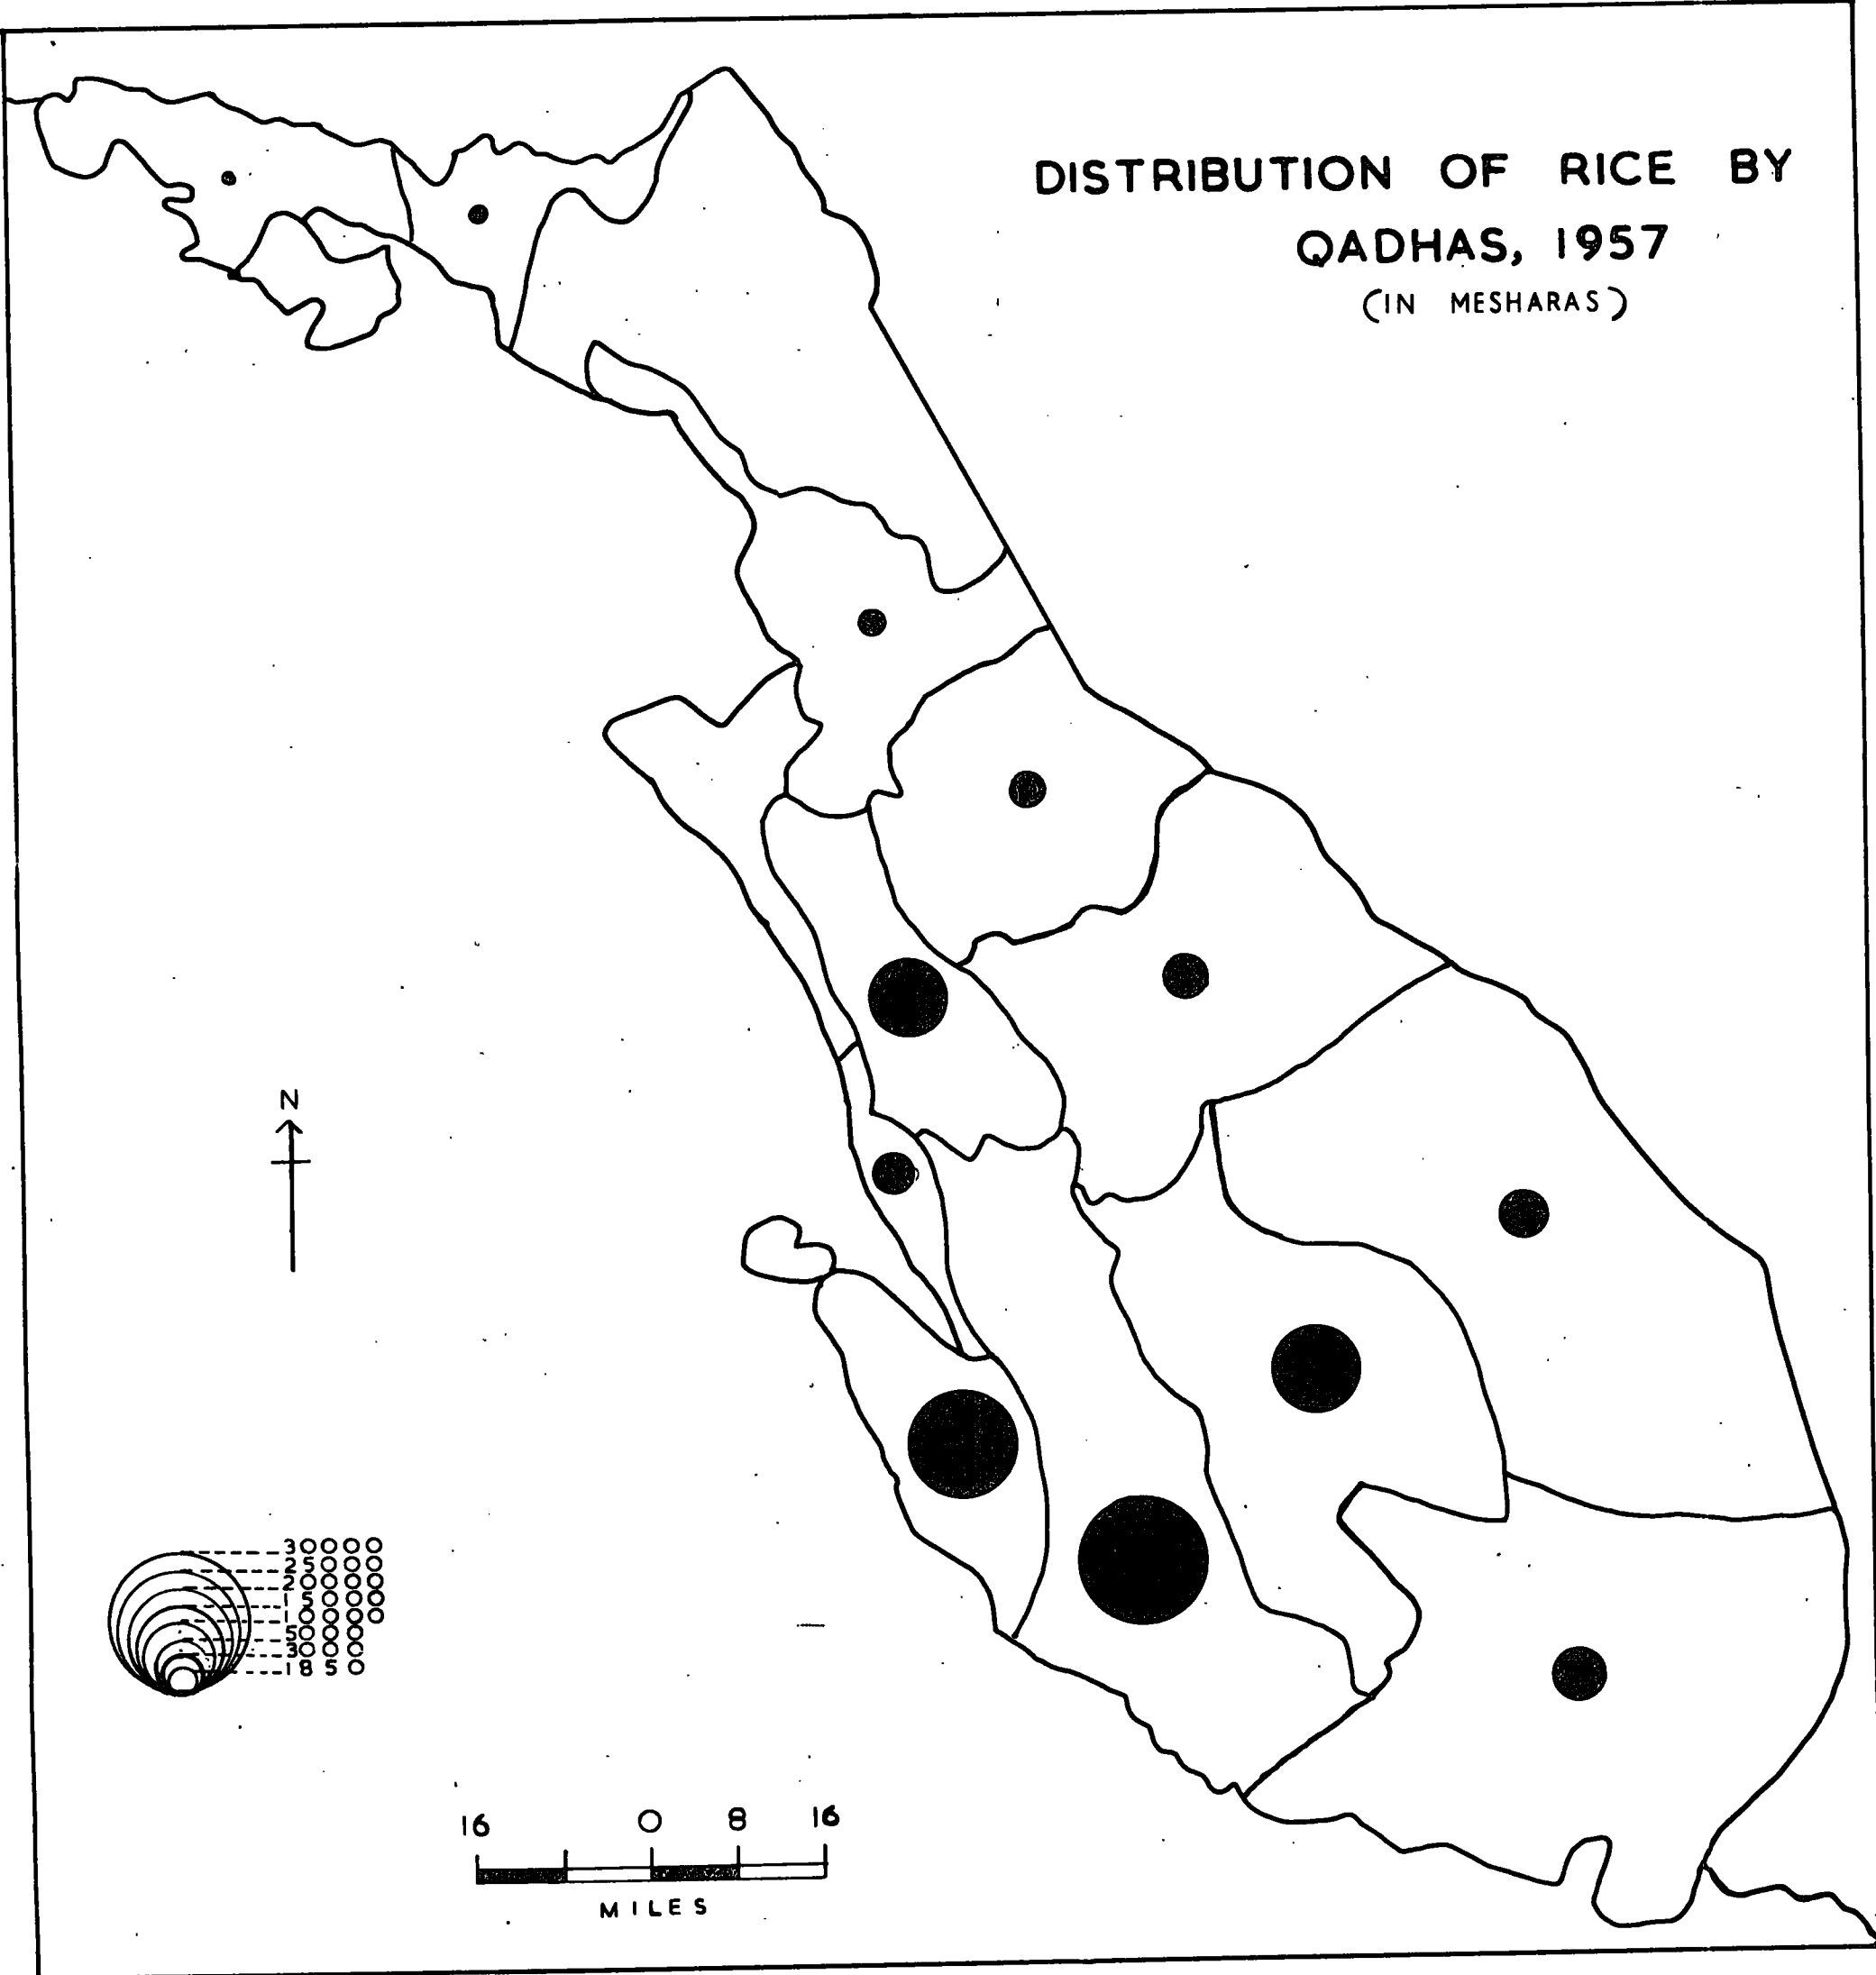 DISTRIBUTION OF RICE BY
QADHAS, 1957
(IN MESHARAS)
N
30000
25000
20000
15000
10000
5000
3000
1850
16 0 8 16
MILES